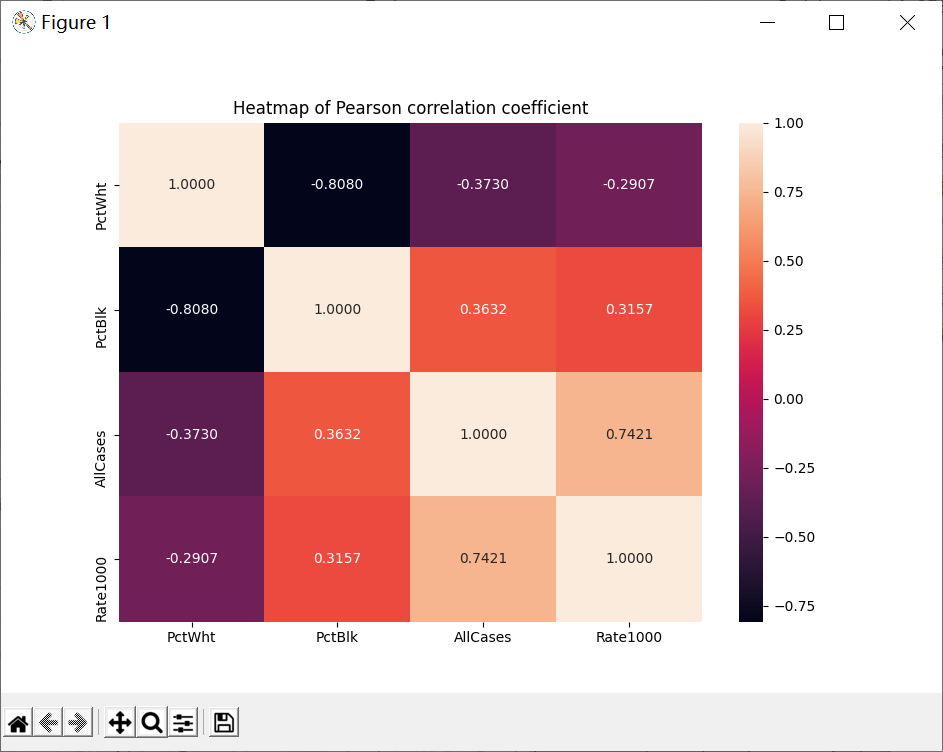 Figure 1
Heatmap of Pearson correlation coefficient
PctWht 1.0000 -0.8080 -0.3730 -0.2907
PctBlk -0.8080 1.0000 0.3632 0.3157
AllCases -0.3730 0.3632 1.0000 0.7421
Rate1000 -0.2907 0.3157 0.7421 1.0000
PctWht PctBlk AllCases Rate1000
1.00
0.75
0.50
0.25
0.00
−0.25
−0.50
−0.75